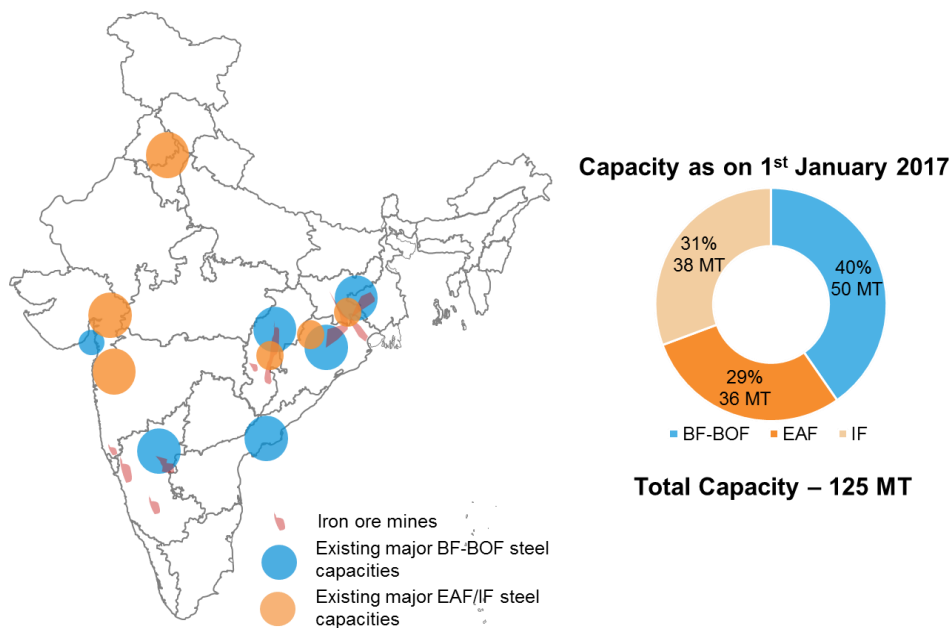 Capacity as on 1st January 2017
31%
38 MT
40%
50 MT
29%
36 MT
BF-BOF EAF IF
Total Capacity – 125 MT
Iron ore mines
Existing major BF-BOF steel
capacities
Existing major EAF/IF steel
capacities